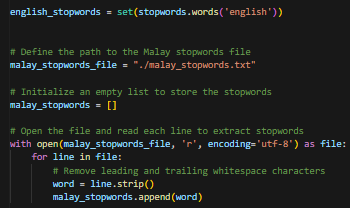 english_stopwords = set(stopwords.words('english'))
# Define the path to the Malay stopwords file
malay_stopwords_file = "./malay_stopwords.txt"
# Initialize an empty list to store the stopwords
malay_stopwords = []
# Open the file and read each line to extract stopwords
with open(malay_stopwords_file, 'r', encoding='utf-8') as file:
    for line in file:
        # Remove leading and trailing whitespace characters
        word = line.strip()
        malay_stopwords.append(word)